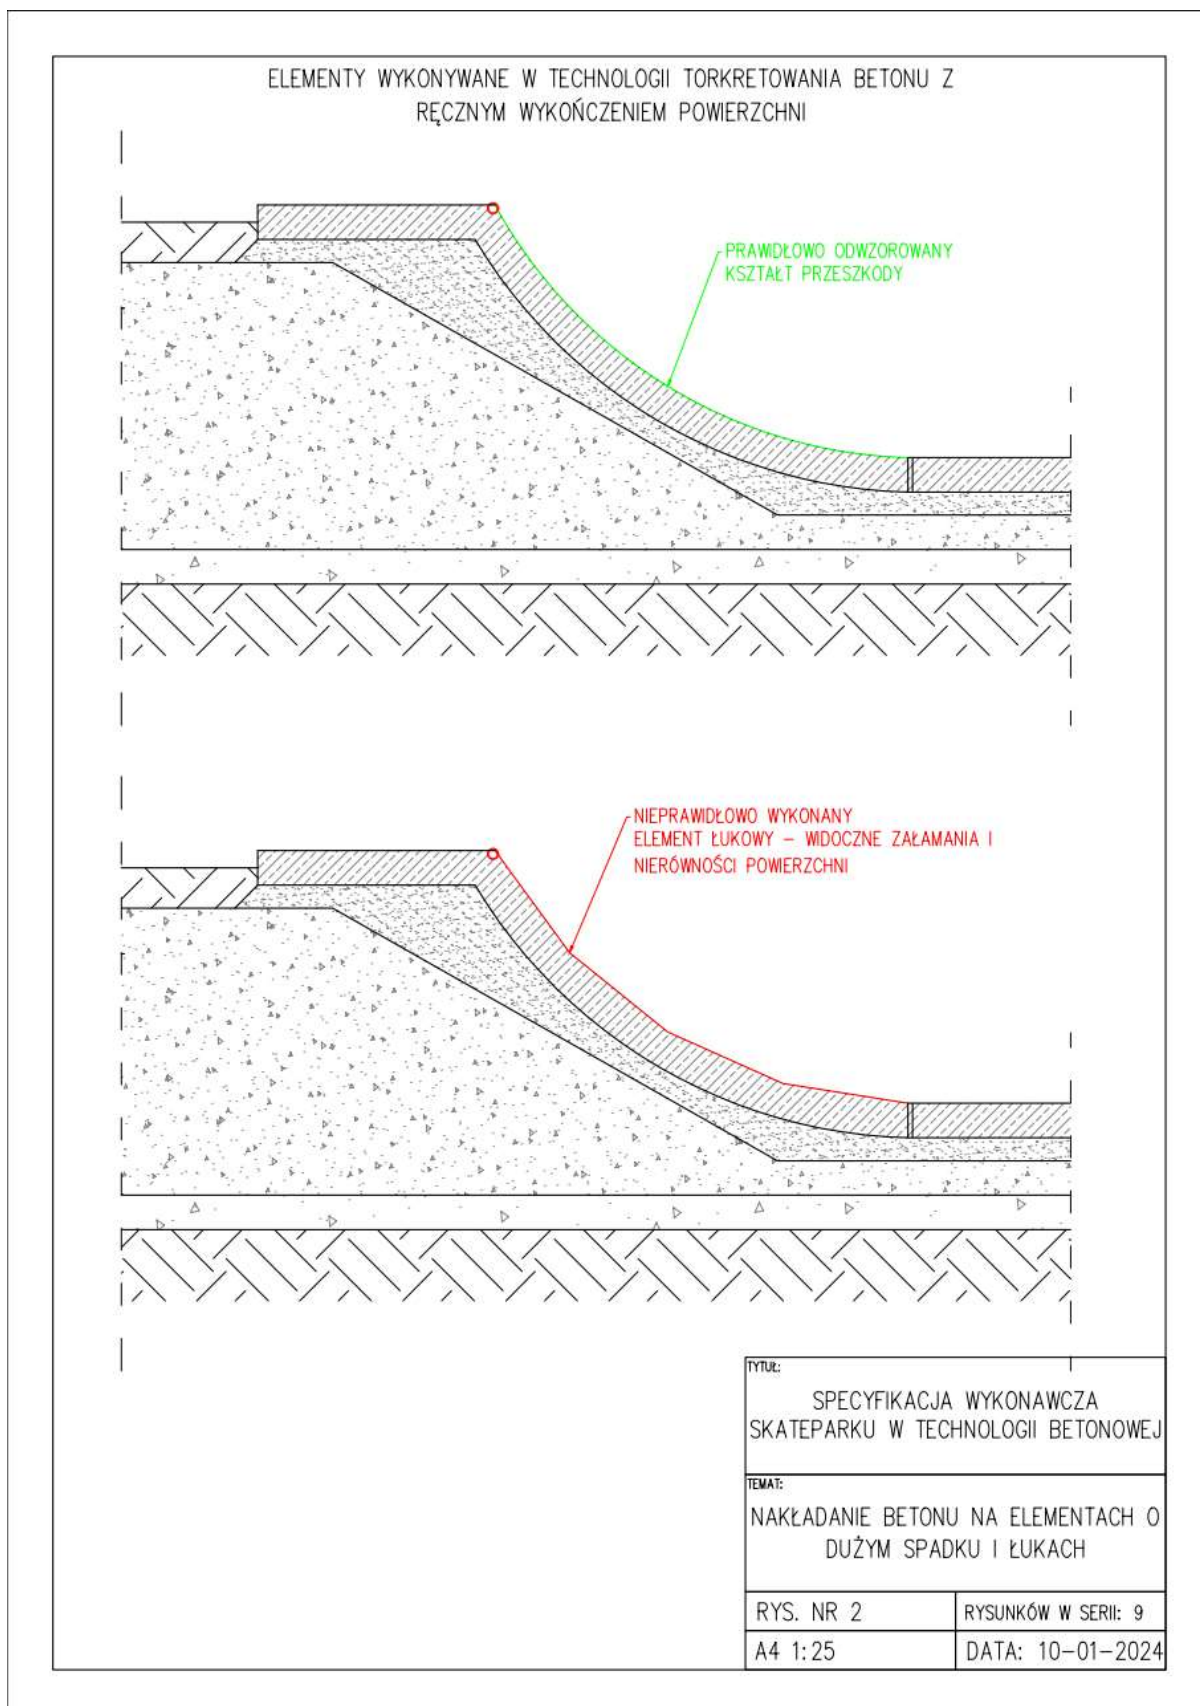 ELEMENTY WYKONYWANE W TECHNOLOGII TORKRETOWANIA BETONU Z
RĘCZNYM WYKOŃCZENIEM POWIERZCHNI
PRAWIDŁOWO ODWZOROWANY
KSZTAŁT PRZESZKODY
NIEPRAWIDŁOWO WYKONANY
ELEMENT ŁUKOWY – WIDOCZNE ZAŁAMANIA I
NIERÓWNOŚCI POWIERZCHNI
TYTUŁ:
SPECYFIKACJA WYKONAWCZA
SKATEPARKU W TECHNOLOGII BETONOWEJ
TEMAT:
NAKŁADANIE BETONU NA ELEMENTACH O
DUŻYM SPADKU I ŁUKACH
RYS. NR 2
RYSUNKÓW W SERII: 9
A4 1:25
DATA: 10-01-2024